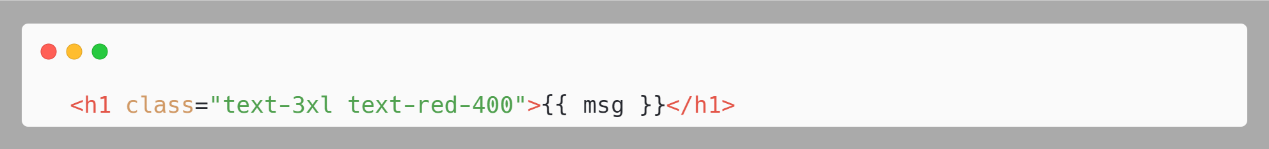 <h1 class="text-3xl text-red-400">{{ msg }}</h1>